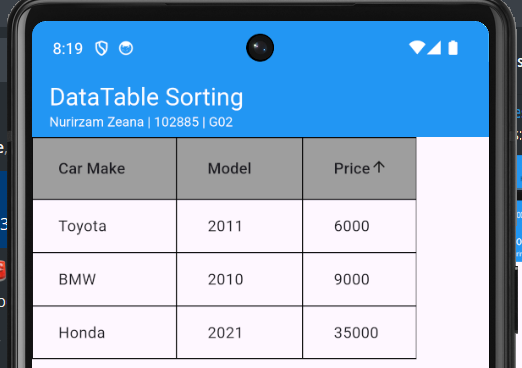 8:19
DataTable Sorting
Nurirzam Zeana | 102885 | G02
Car Make Model Price↑
Toyota 2011 6000
BMW 2010 9000
Honda 2021 35000